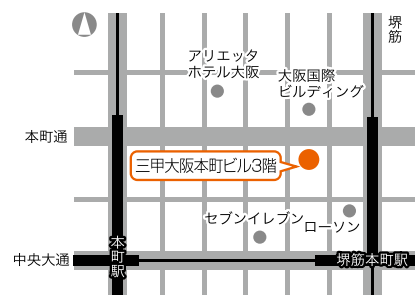 堺筋
アリエッタ
ホテル大阪
大阪国際
ビルディング
本町通
三甲大阪本町ビル3階
セブンイレブン
ローソン
本町駅
中央大通
堺筋本町駅